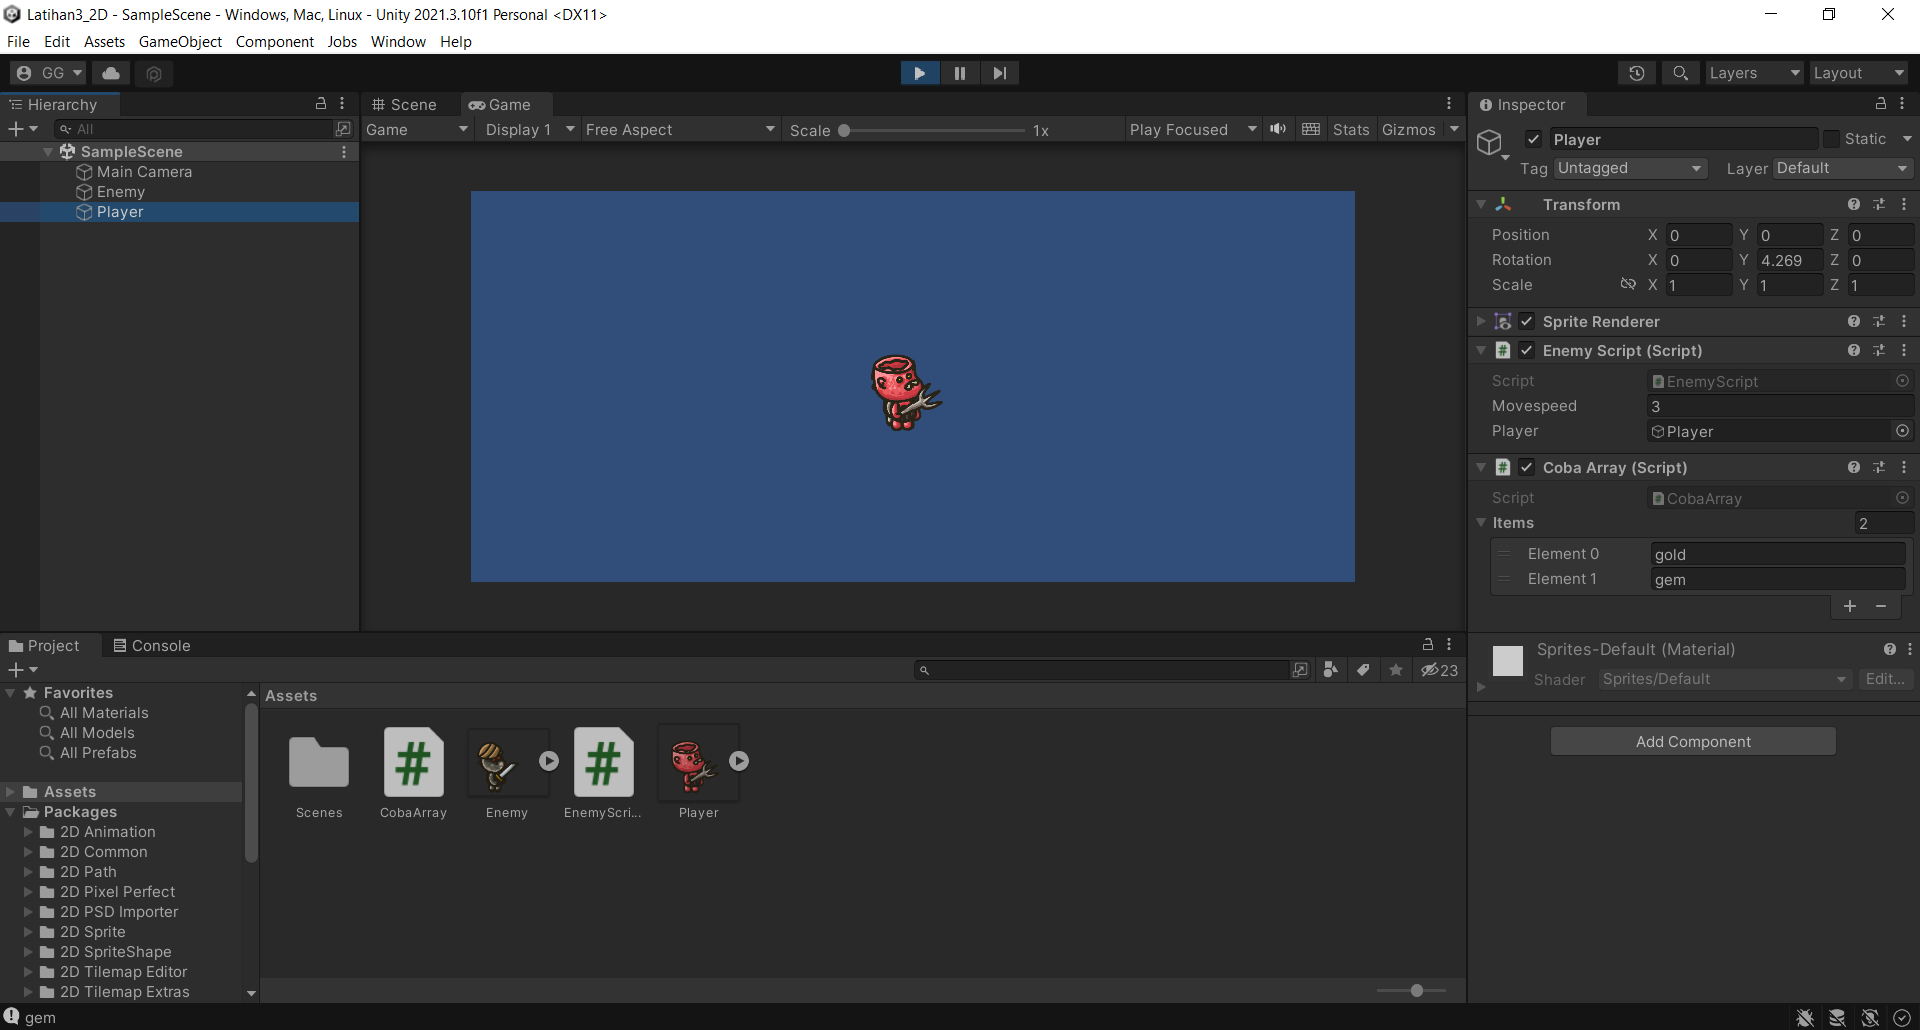 Latihan3_2D - SampleScene - Windows, Mac, Linux - Unity 2021.3.10f1 Personal <DX11>
File Edit Assets GameObject Component Jobs Window Help
GG Layers Layout
Hierarchy
All
SampleScene
Main Camera
Enemy
Player
Scene Game
Game Display 1 Free Aspect Scale 1x Play Focused Stats Gizmos
Inspector
Player Static
Tag Untagged Layer Default
Transform
Position X 0 Y 0 Z 0
Rotation X 0 Y 4.269 Z 0
Scale X 1 Y 1 Z 1
Sprite Renderer
# Enemy Script (Script)
Script EnemyScript
Movespeed 3
Player Player
# Coba Array (Script)
Script CobaArray
Items 2
Element 0 gold
Element 1 gem
+ −
Sprites-Default (Material)
Shader Sprites/Default Edit...
Add Component
Project Console
23
Favorites
All Materials
All Models
All Prefabs
Assets
Packages
2D Animation
2D Common
2D Path
2D Pixel Perfect
2D PSD Importer
2D Sprite
2D SpriteShape
2D Tilemap Editor
2D Tilemap Extras
Assets
# #
Scenes CobaArray Enemy EnemyScri... Player
gem